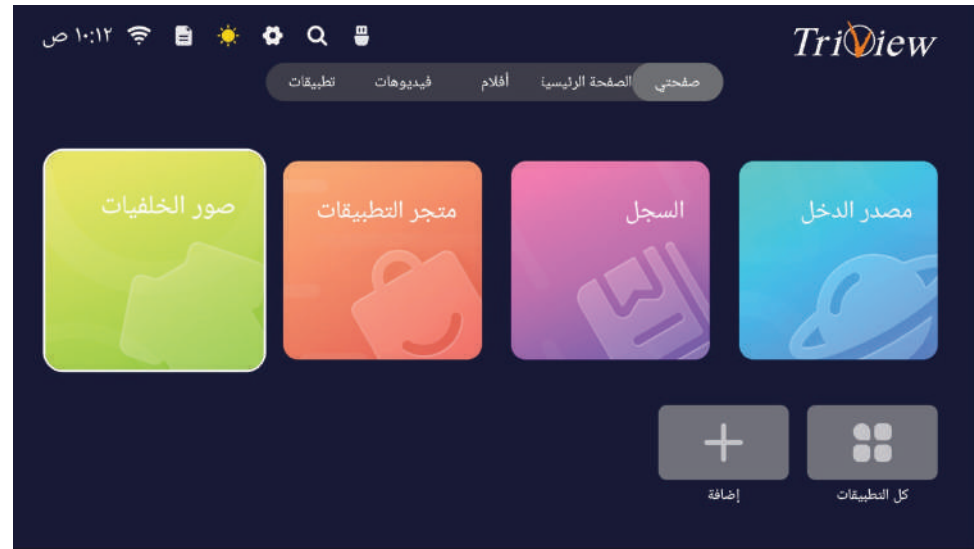 TriView
١٠:١٢ ص
صفحتي
الصفحة الرئيسية
أفلام
فيديوهات
تطبيقات
مصدر الدخل
السجل
متجر التطبيقات
صور الخلفيات
كل التطبيقات
إضافة